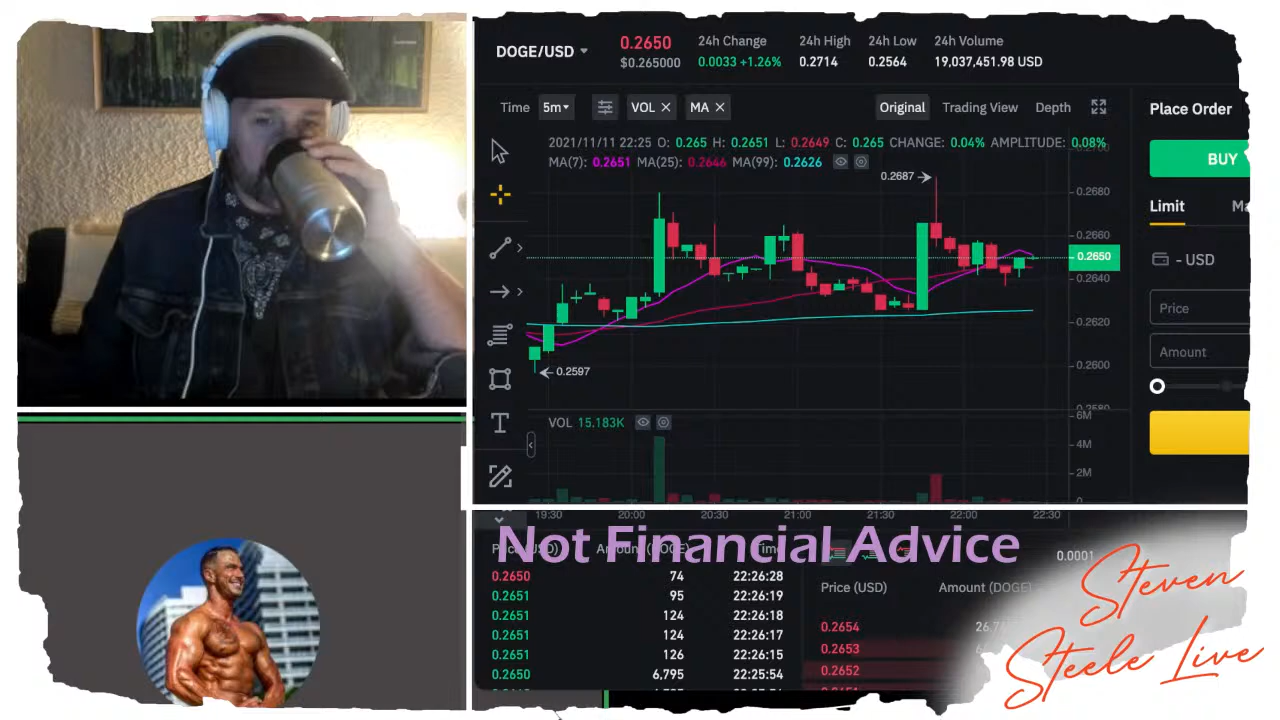 DOGE/USD
0.2650
$0.265000
24h Change
0.0033 +1.26%
24h High
0.2714
24h Low
0.2564
24h Volume
19,037,451.98 USD
Time 5m VOL MA
Original Trading View Depth
2021/11/11 22:25 O: 0.265 H: 0.2651 L: 0.2649 C: 0.265 CHANGE: 0.04% AMPLITUDE: 0.08%
MA(7): 0.2651 MA(25): 0.2646 MA(99): 0.2626
0.2687
0.2680
0.2660
0.2650
0.2640
0.2620
0.2600
0.2580
0.2597
T
VOL 15.183K
6M
4M
2M
0
19:30 20:00 20:30 21:00 21:30 22:00 22:30
Place Order
BUY
Limit
- USD
Price
Amount
Not Financial Advice
0.2650 74 22:26:28
0.2651 95 22:26:19
0.2651 124 22:26:18
0.2651 124 22:26:17
0.2651 126 22:26:15
0.2650 6,795 22:25:54
0.0001
Price (USD) Amount (DOGE)
0.2654
0.2653
0.2652
Steven
Steele Live